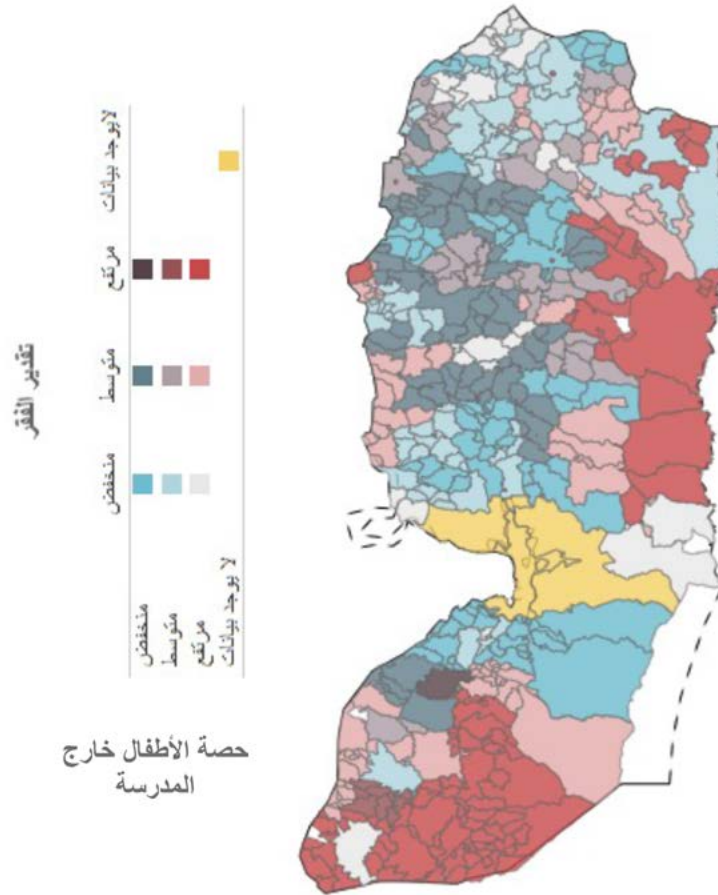 تقدير الفقر
لا يوجد بيانات
مرتفع
متوسط
منخفض
منخفض
متوسط
مرتفع
لا يوجد بيانات
حصة الأطفال خارج
المدرسة